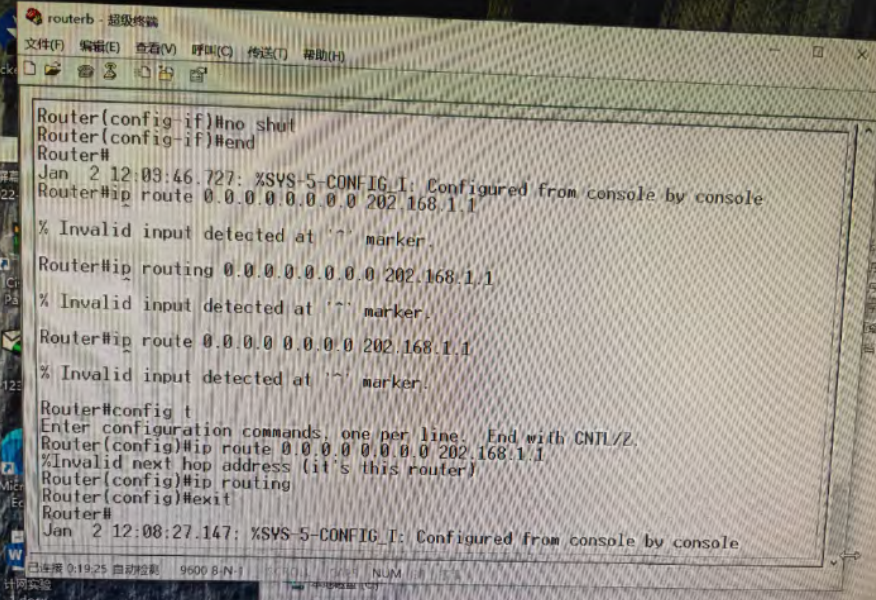 routerb - 超级终端
文件(F) 编辑(E) 查看(V) 呼叫(C) 传送(T) 帮助(H)
Router(config-if)#no shut
Router(config-if)#end
Router#
Jan  2 12:03:46.727: %SYS-5-CONFIG_I: Configured from console by console
Router#ip route 0.0.0.0.0.0.0.0 202.168.1.1
^
% Invalid input detected at '^' marker.
Router#ip routing 0.0.0.0.0.0.0.0 202.168.1.1
^
% Invalid input detected at '^' marker.
Router#ip route 0.0.0.0 0.0.0.0 202.168.1.1
^
% Invalid input detected at '^' marker.
Router#config t
Enter configuration commands, one per line.  End with CNTL/Z.
Router(config)#ip route 0.0.0.0 0.0.0.0 202.168.1.1
%Invalid next hop address (it's this router)
Router(config)#ip routing
Router(config)#exit
Router#
Jan  2 12:08:27.147: %SYS-5-CONFIG_I: Configured from console by console
已连接 0:19:25 自动检测 9600 8-N-1 SCROLL CAPS NUM
计网实验